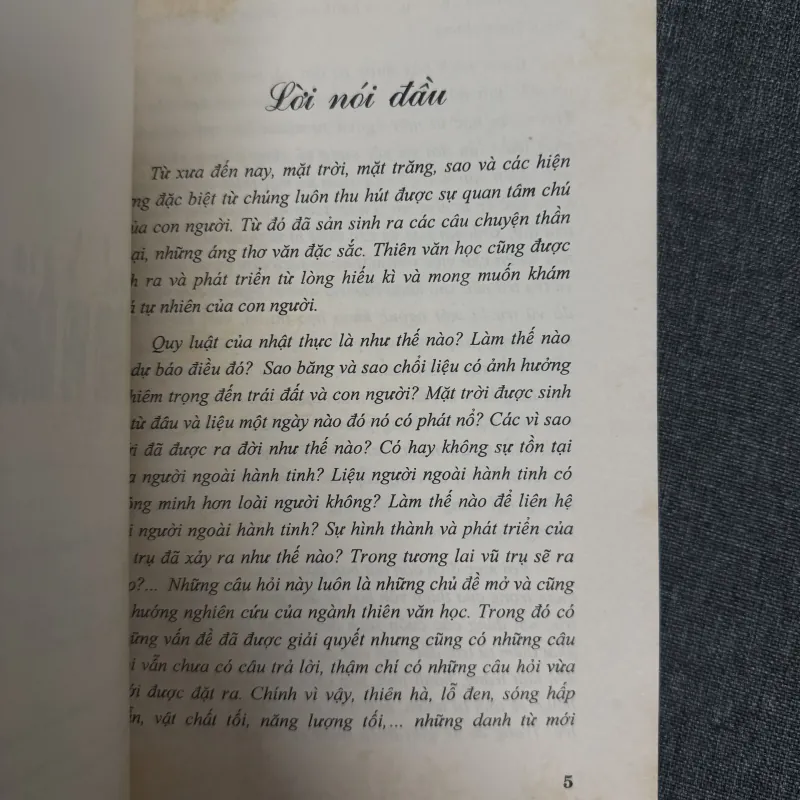 Lời nói đầu
Từ xưa đến nay, mặt trời, mặt trăng, sao và các hiện
ng đặc biệt từ chúng luôn thu hút được sự quan tâm chú
của con người. Từ đó đã sản sinh ra các câu chuyện thần
ại, những áng thơ văn đặc sắc. Thiên văn học cũng được
h ra và phát triển từ lòng hiếu kì và mong muốn khám
tự nhiên của con người.
Quy luật của nhật thực là như thế nào? Làm thế nào
dự báo điều đó? Sao băng và sao chổi liệu có ảnh hưởng
hiêm trọng đến trái đất và con người? Mặt trời được sinh
từ đâu và liệu một ngày nào đó nó có phát nổ? Các vì sao
i đã được ra đời như thế nào? Có hay không sự tồn tại
a người ngoài hành tinh? Liệu người ngoài hành tinh có
ông minh hơn loài người không? Làm thế nào để liên hệ
i người ngoài hành tinh? Sự hình thành và phát triển của
trụ đã xảy ra như thế nào? Trong tương lai vũ trụ sẽ ra
o?... Những câu hỏi này luôn là những chủ đề mở và cũng
hướng nghiên cứu của ngành thiên văn học. Trong đó có
ững vấn đề đã được giải quyết nhưng cũng có những câu
i vẫn chưa có câu trả lời, thậm chí có những câu hỏi vừa
ới được đặt ra. Chính vì vậy, thiên hà, lỗ đen, sóng hấp
ẫn, vật chất tối, năng lượng tối,... những danh từ mới
5